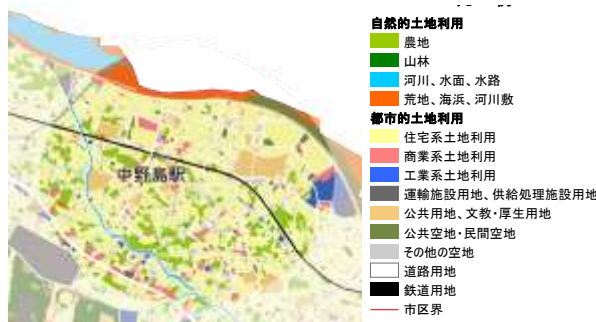 中野島駅
自然的土地利用
農地
山林
河川、水面、水路
荒地、海浜、河川敷
都市的土地利用
住宅系土地利用
商業系土地利用
工業系土地利用
運輸施設用地、供給処理施設用地
公共用地、文教・厚生用地
公共空地・民間空地
その他の空地
道路用地
鉄道用地
市区界